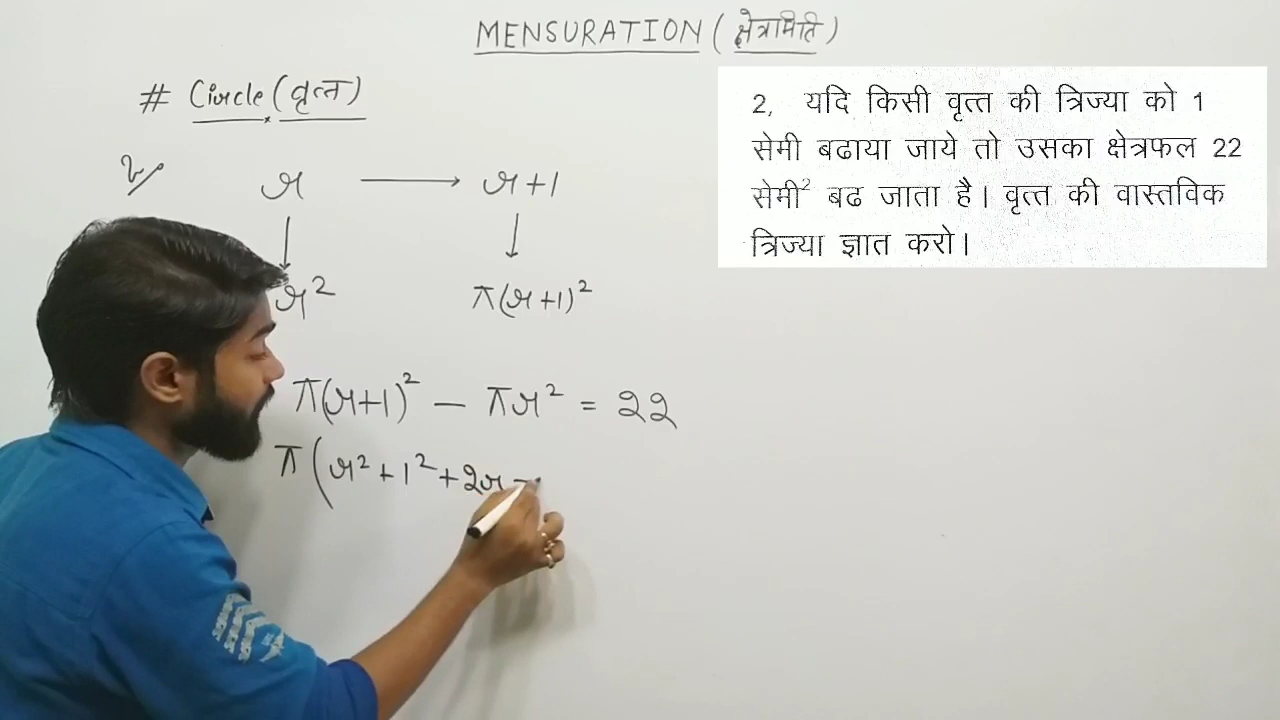 MENSURATION (क्षेत्रमिति)
# Circle (वृत्त)
2, यदि किसी वृत्त की त्रिज्या को 1
सेमी बढाया जाये तो उसका क्षेत्रफल 22
सेमी² बढ जाता है। वृत्त की वास्तविक
त्रिज्या ज्ञात करो।
r ⟶ r+1
↓ ↓
r² π(r+1)²
π(r+1)² − πr² = 22
π(r²+1²+2r −